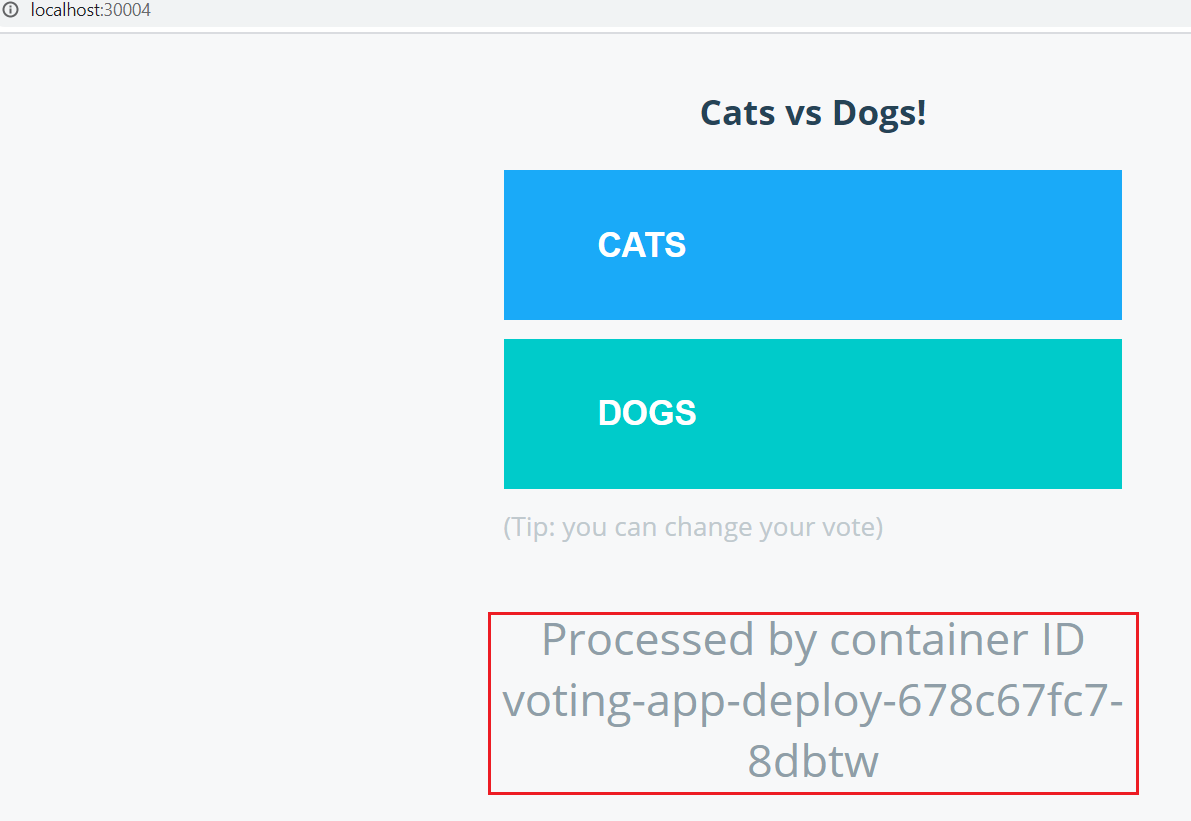 localhost:30004
Cats vs Dogs!
CATS
DOGS
(Tip: you can change your vote)
Processed by container ID
voting-app-deploy-678c67fc7-
8dbtw